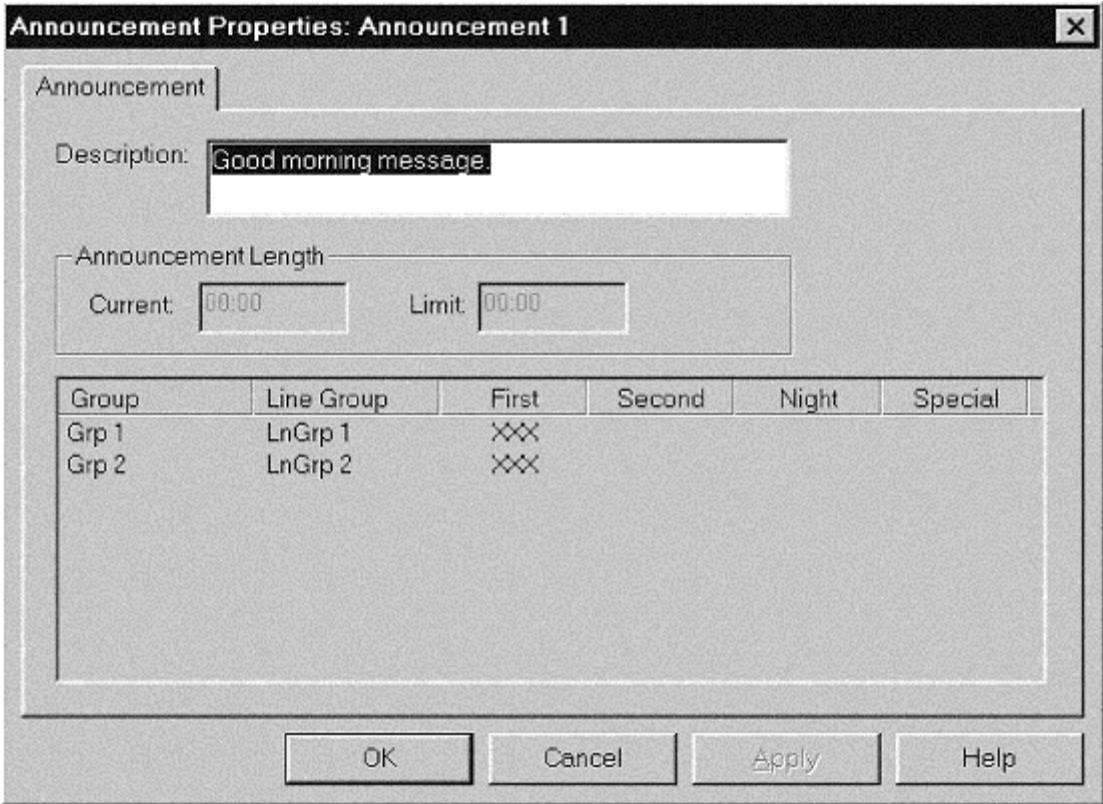 Announcement Properties: Announcement 1
Announcement
Description: Good morning message.
Announcement Length
Current: 00:00 Limit: 00:00
Group Line Group First Second Night Special
Grp 1 LnGrp 1 XXX
Grp 2 LnGrp 2 XXX
OK Cancel Apply Help